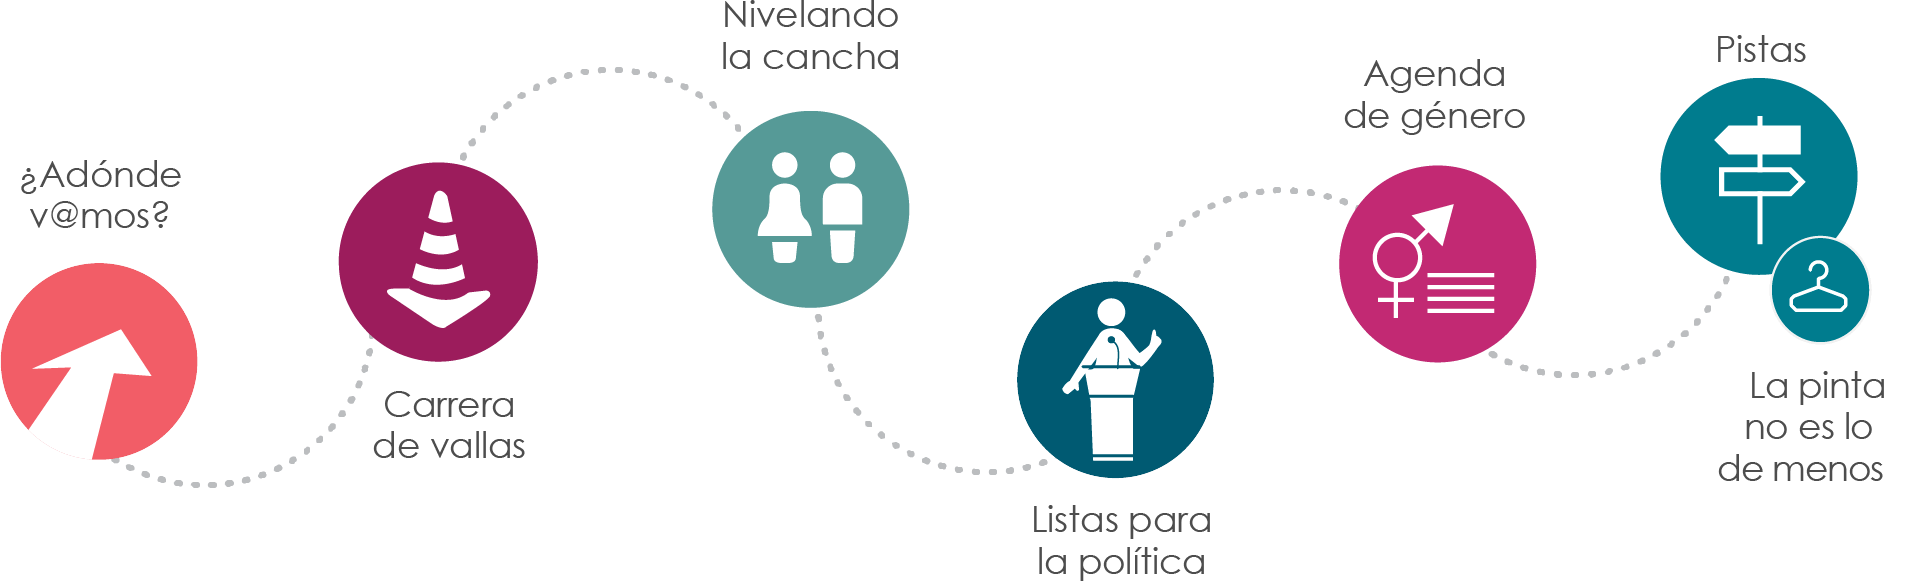 ¿Adónde
v@mos?
Carrera
de vallas
Nivelando
la cancha
Listas para
la política
Agenda
de género
Pistas
La pinta
no es lo
de menos